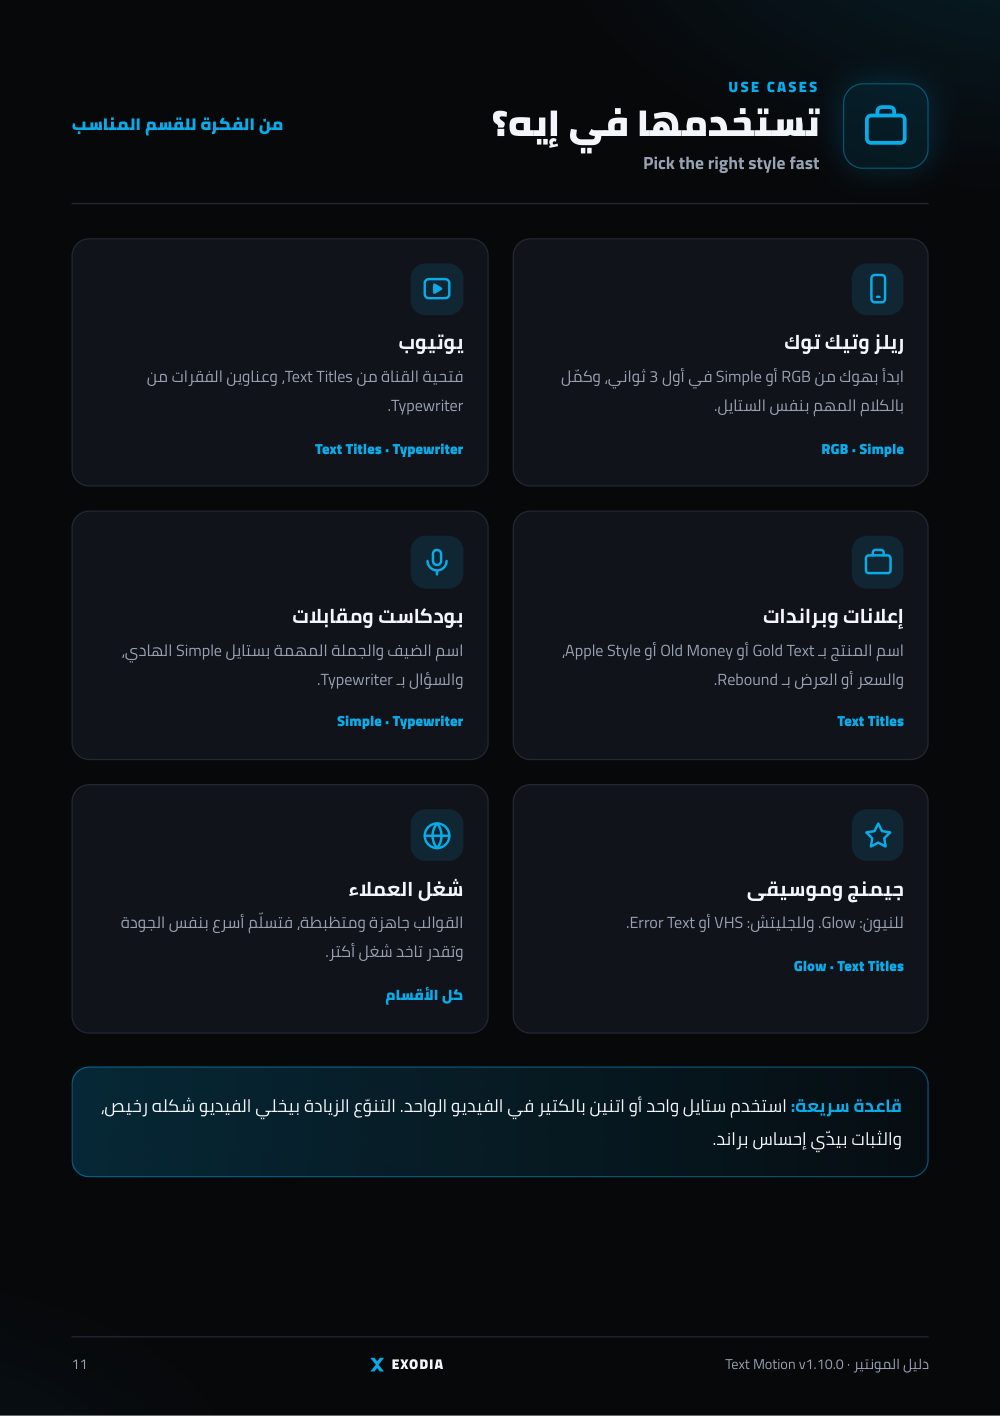 USE CASES
تستخدمها في إيه؟
Pick the right style fast
من الفكرة للقسم المناسب
ريلز وتيك توك
ابدأ بهوك من RGB أو Simple في أول 3 ثواني، وكمّل
بالكلام المهم بنفس الستايل.
RGB · Simple
يوتيوب
فتحية القناة من Text Titles، وعناوين الفقرات من
Typewriter.
Text Titles · Typewriter
إعلانات وبراندات
اسم المنتج بـ Gold Text أو Old Money أو Apple Style،
والسعر أو العرض بـ Rebound.
Text Titles
بودكاست ومقابلات
اسم الضيف والجملة المهمة بستايل Simple الهادي،
والسؤال بـ Typewriter.
Simple · Typewriter
جيمنج وموسيقى
للنيون: Glow. وللجليتش: VHS أو Error Text.
Glow · Text Titles
شغل العملاء
القوالب جاهزة ومتظبطة، فتسلّم أسرع بنفس الجودة
وتقدر تاخد شغل أكتر.
كل الأقسام
قاعدة سريعة: استخدم ستايل واحد أو اتنين بالكتير في الفيديو الواحد. التنوّع الزيادة بيخلي الفيديو شكله رخيص،
والثبات بيدّي إحساس براند.
دليل المونتير · Text Motion v1.10.0
X EXODIA
11